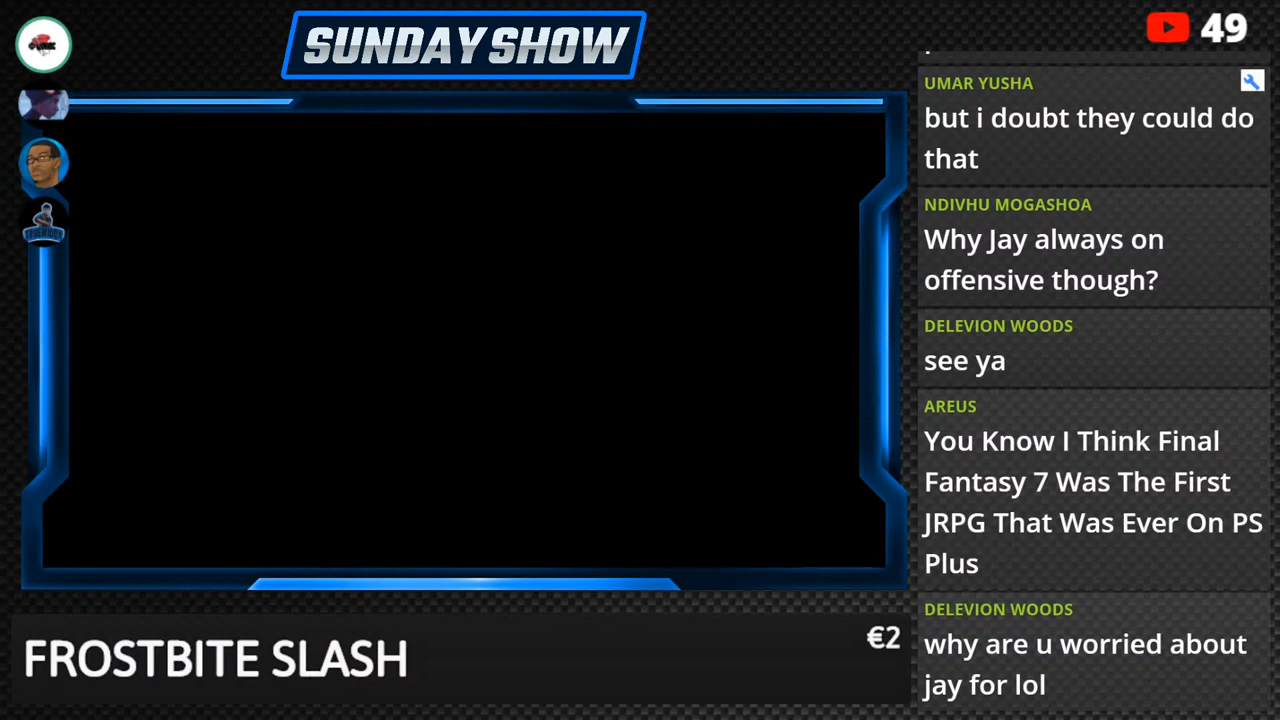 SUNDAY SHOW
49
UMAR YUSHA
but i doubt they could do
that
NDIVHU MOGASHOA
Why Jay always on
offensive though?
DELEVION WOODS
see ya
AREUS
You Know I Think Final
Fantasy 7 Was The First
JRPG That Was Ever On PS
Plus
DELEVION WOODS
why are u worried about
jay for lol
FROSTBITE SLASH
€2